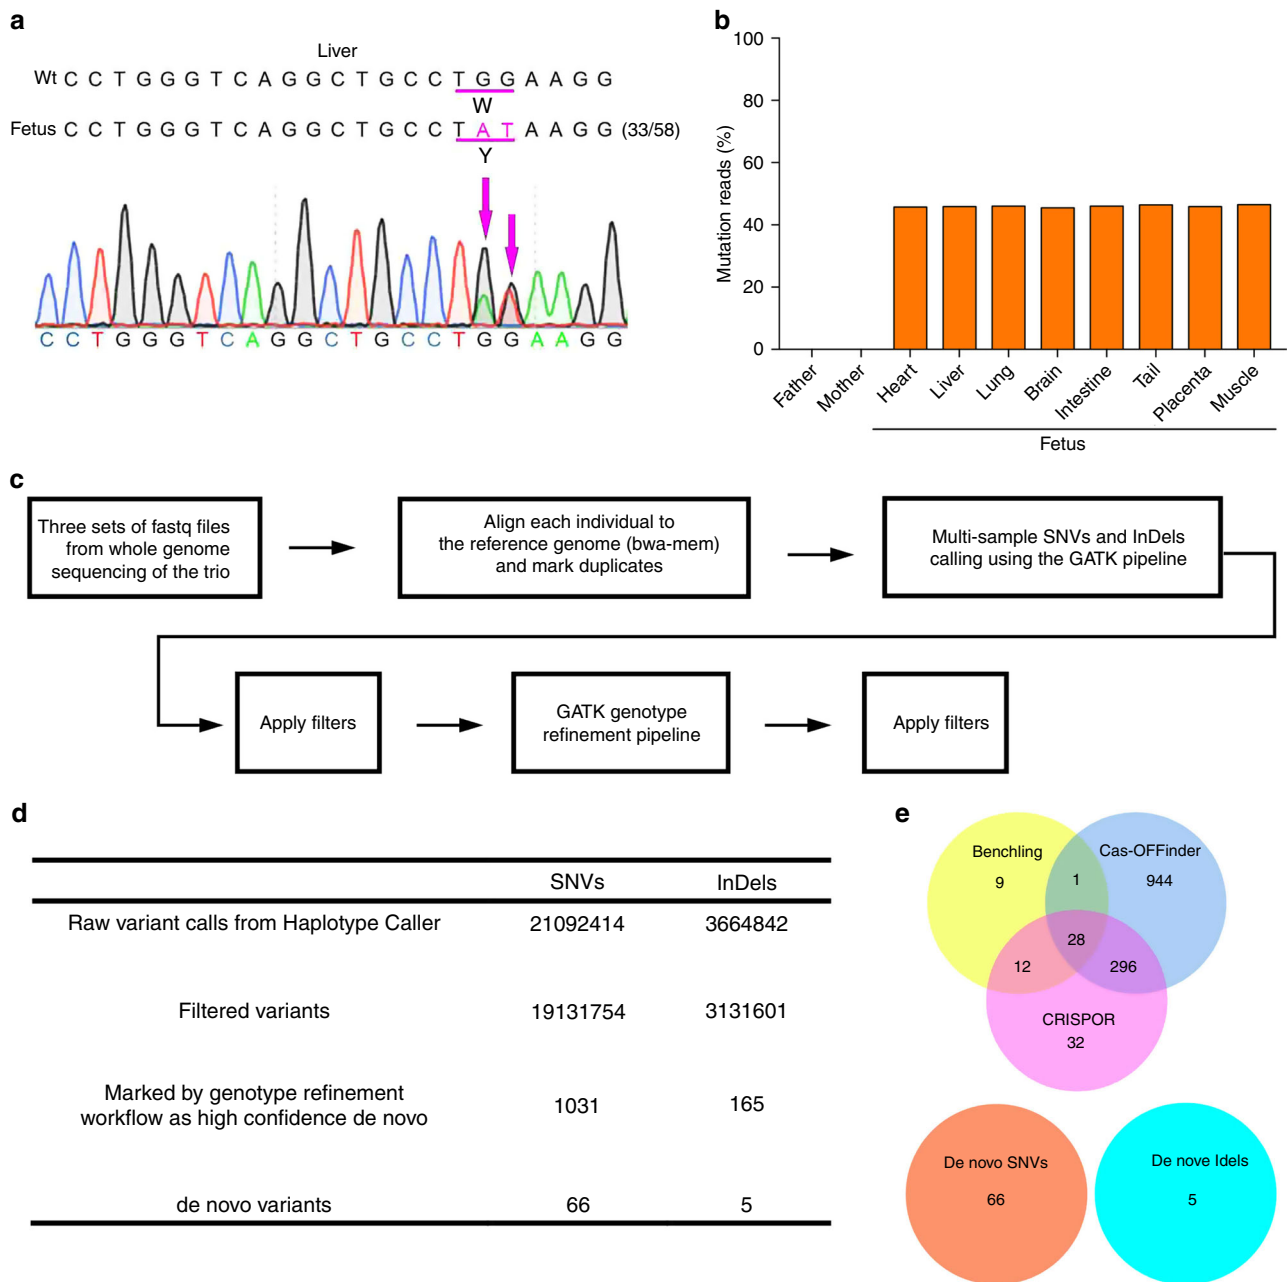 a
Liver
Wt C C T G G G T C A G G C T G C C T G G A A G G
W
Fetus C C T G G G T C A G G C T G C C T A T A A G G (33/58)
Y
C C T G G G T C A G G C T G C C T G G A A G G
b
Mutation reads (%)
100
80
60
40
20
0
Father
Mother
Heart
Liver
Lung
Brain
Intestine
Tail
Placenta
Muscle
Fetus
c
Three sets of fastq files
from whole genome
sequencing of the trio
Align each individual to
the reference genome (bwa-mem)
and mark duplicates
Multi-sample SNVs and InDels
calling using the GATK pipeline
Apply filters
GATK genotype
refinement pipeline
Apply filters
d
SNVs InDels
Raw variant calls from Haplotype Caller 21092414 3664842
Filtered variants 19131754 3131601
Marked by genotype refinement
workflow as high confidence de novo 1031 165
de novo variants 66 5
e
Benchling
9
1
Cas-OFFinder
944
28
12
296
CRISPOR
32
De novo SNVs
66
De nove Idels
5